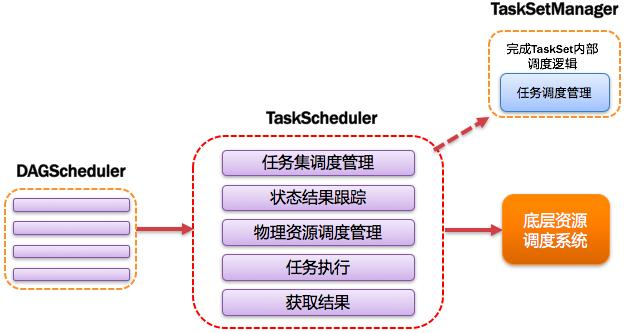 TaskSetManager
完成TaskSet内部
调度逻辑
任务调度管理
TaskScheduler
任务集调度管理
状态结果跟踪
物理资源调度管理
任务执行
获取结果
DAGScheduler
底层资源
调度系统